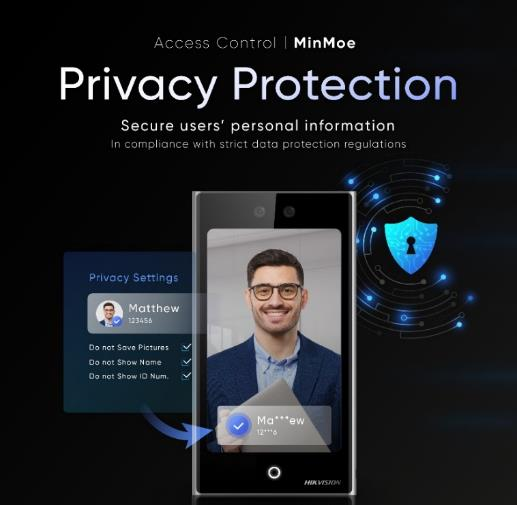 Access Control | MinMoe
Privacy Protection
Secure users' personal information
In compliance with strict data protection regulations
Privacy Settings
Matthew
123456
Do not Save Pictures
Do not Show Name
Do not Show ID Num.
Ma***ew
12***6
HIKVISION